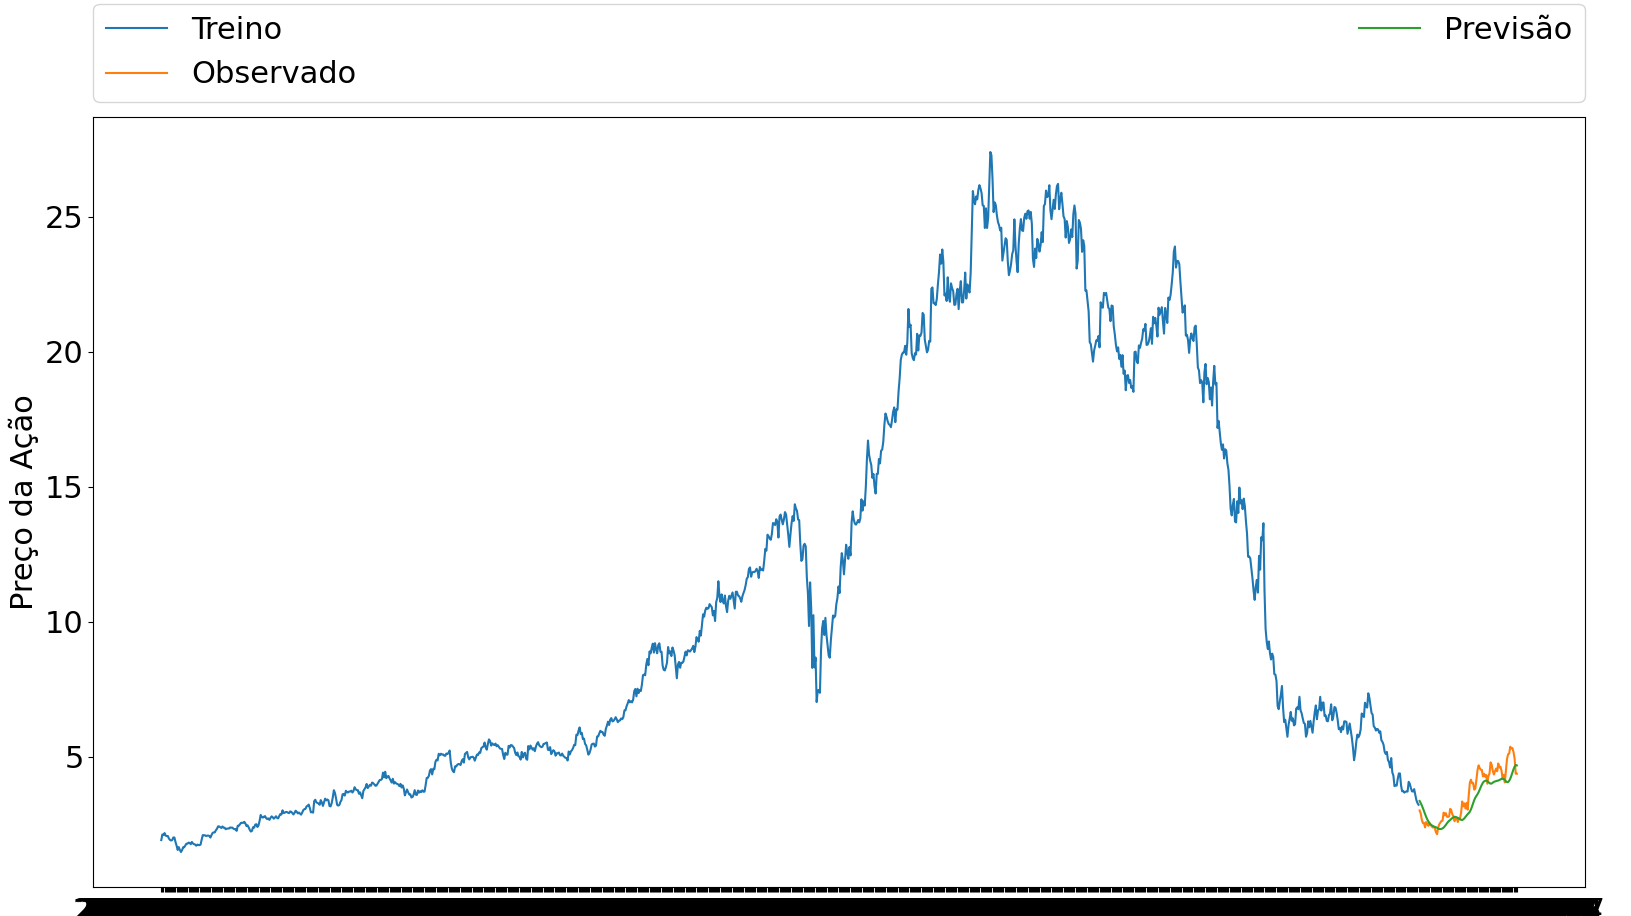 Treino
Observado
Previsão
25
20
15
10
5
Preço da Ação